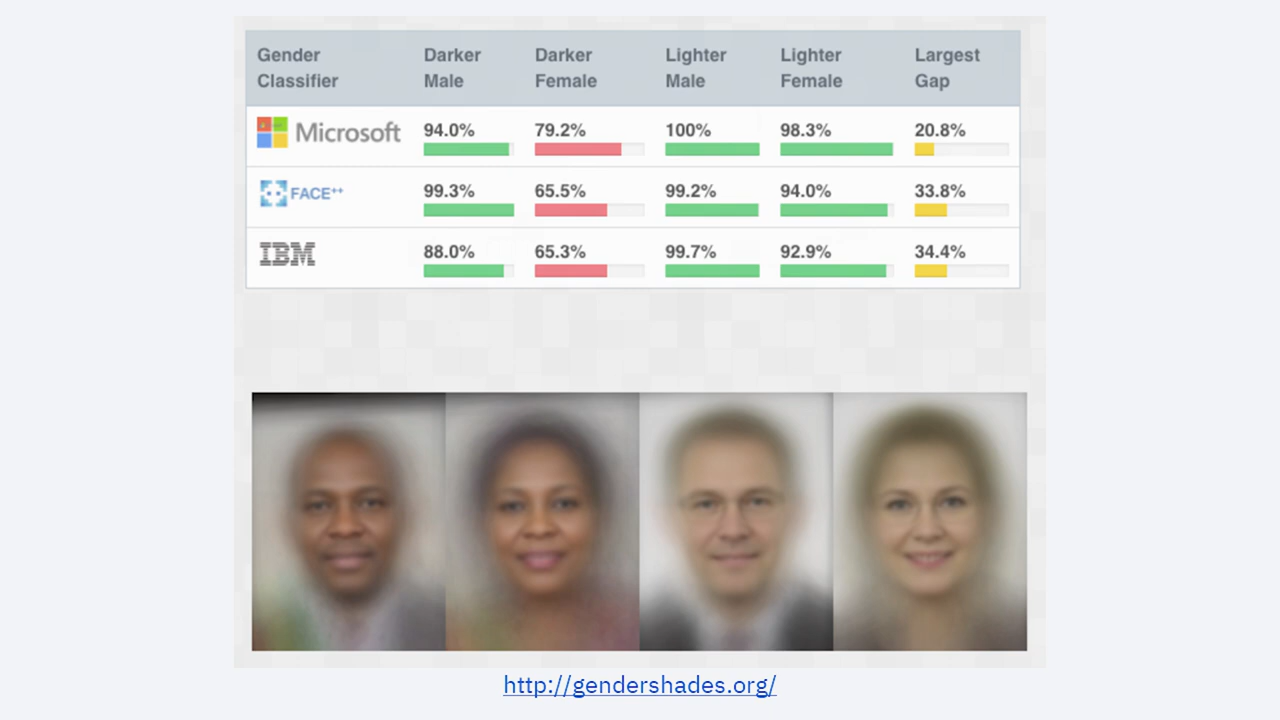 Gender Classifier Darker Male Darker Female Lighter Male Lighter Female Largest Gap
Microsoft 94.0% 79.2% 100% 98.3% 20.8%
FACE++ 99.3% 65.5% 99.2% 94.0% 33.8%
IBM 88.0% 65.3% 99.7% 92.9% 34.4%
http://gendershades.org/